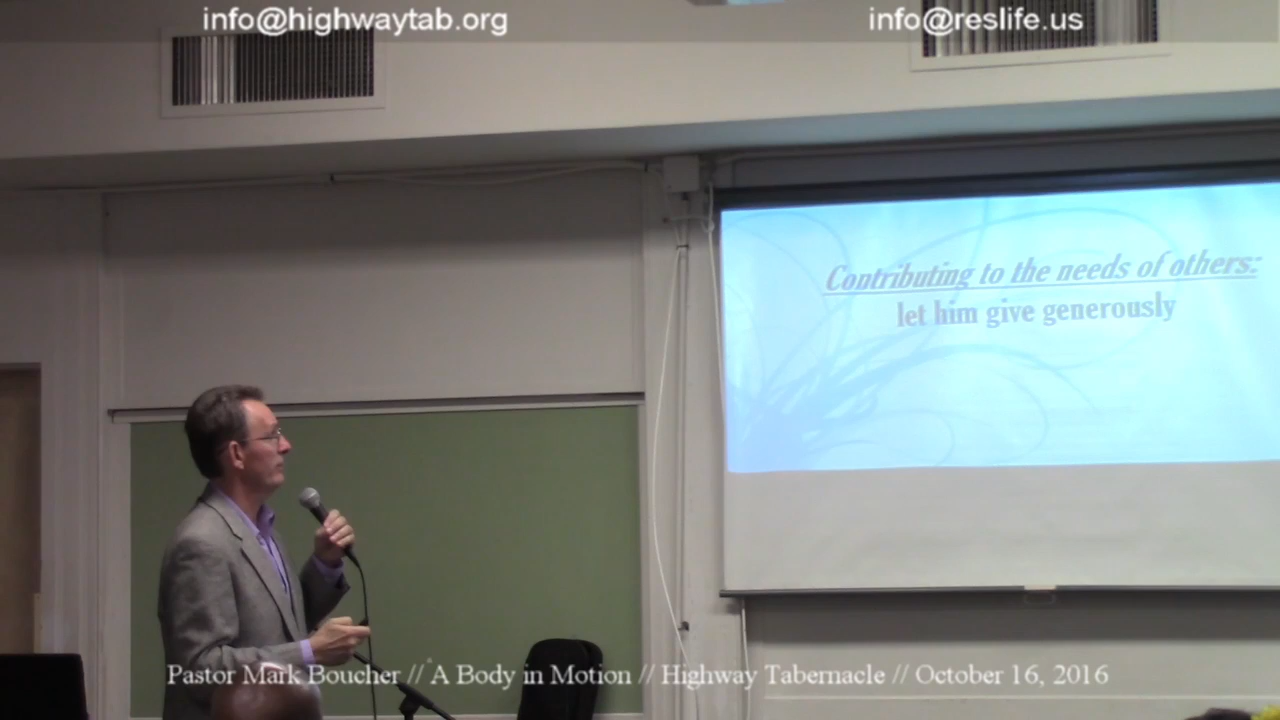 info@highwaytab.org
info@reslife.us
Contributing to the needs of others:
let him give generously
Pastor Mark Boucher // A Body in Motion // Highway Tabernacle // October 16, 2016